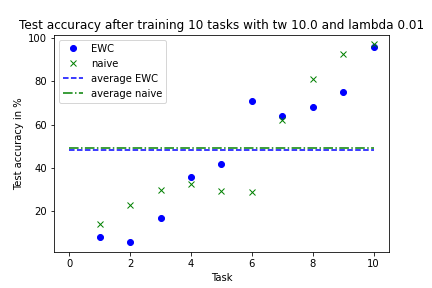 Test accuracy after training 10 tasks with tw 10.0 and lambda 0.01
100
80
60
40
20
Test accuracy in %
EWC
naive
average EWC
average naive
0 2 4 6 8 10
Task